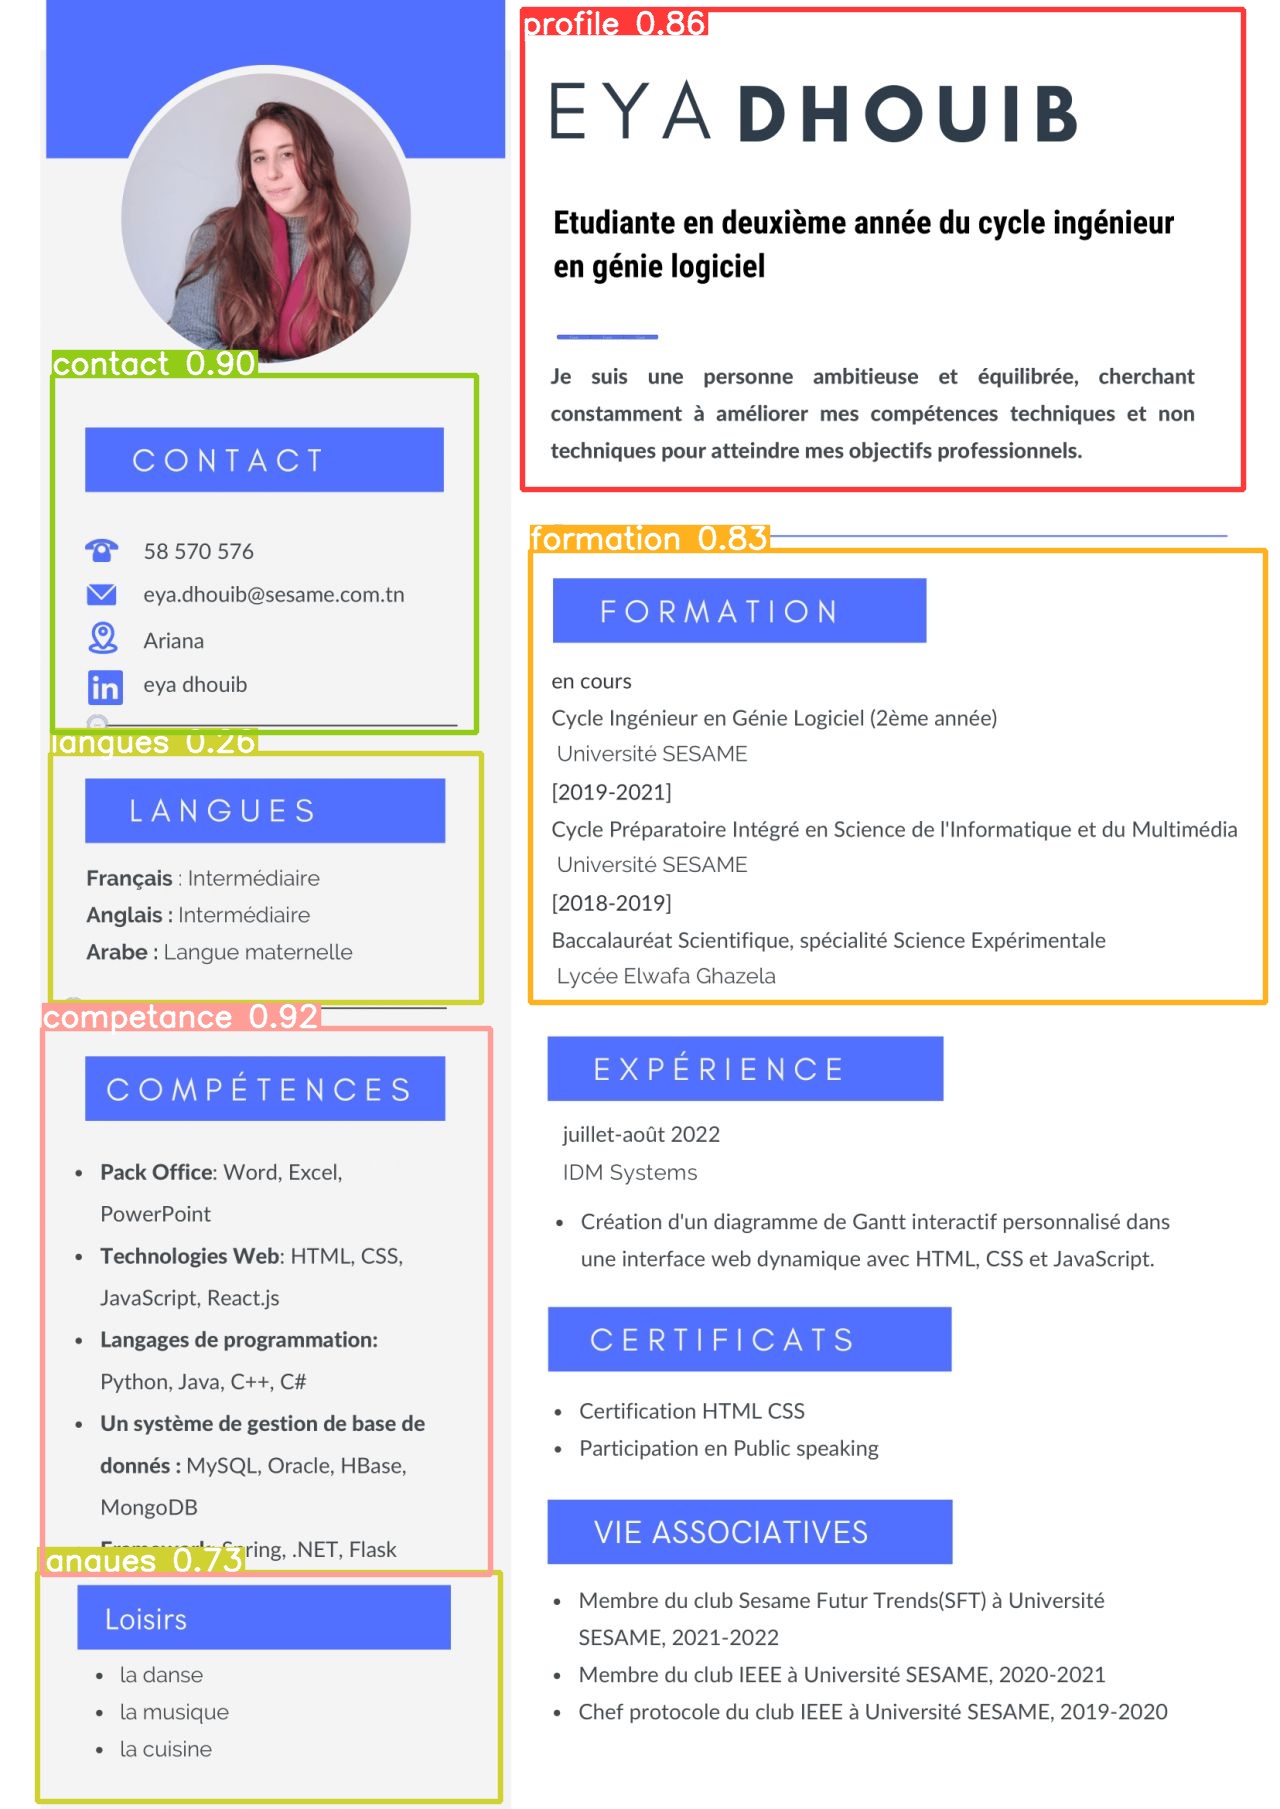 profile 0.86
EYA DHOUIB
Etudiante en deuxième année du cycle ingénieur
en génie logiciel
Je suis une personne ambitieuse et équilibrée, cherchant
constamment à améliorer mes compétences techniques et non
techniques pour atteindre mes objectifs professionnels.
contact 0.90
CONTACT
58 570 576
eya.dhouib@sesame.com.tn
Ariana
in eya dhouib
langues 0.26
LANGUES
Français : Intermédiaire
Anglais : Intermédiaire
Arabe : Langue maternelle
competance 0.92
COMPÉTENCES
• Pack Office: Word, Excel,
PowerPoint
• Technologies Web: HTML, CSS,
JavaScript, React.js
• Langages de programmation:
Python, Java, C++, C#
• Un système de gestion de base de
donnés : MySQL, Oracle, HBase,
MongoDB
Spring, .NET, Flask
angues 0.73
Loisirs
• la danse
• la musique
• la cuisine
formation 0.83
FORMATION
en cours
Cycle Ingénieur en Génie Logiciel (2ème année)
Université SESAME
[2019-2021]
Cycle Préparatoire Intégré en Science de l'Informatique et du Multimédia
Université SESAME
[2018-2019]
Baccalauréat Scientifique, spécialité Science Expérimentale
Lycée Elwafa Ghazela
EXPÉRIENCE
juillet-août 2022
IDM Systems
• Création d'un diagramme de Gantt interactif personnalisé dans
une interface web dynamique avec HTML, CSS et JavaScript.
CERTIFICATS
• Certification HTML CSS
• Participation en Public speaking
VIE ASSOCIATIVES
• Membre du club Sesame Futur Trends(SFT) à Université
SESAME, 2021-2022
• Membre du club IEEE à Université SESAME, 2020-2021
• Chef protocole du club IEEE à Université SESAME, 2019-2020